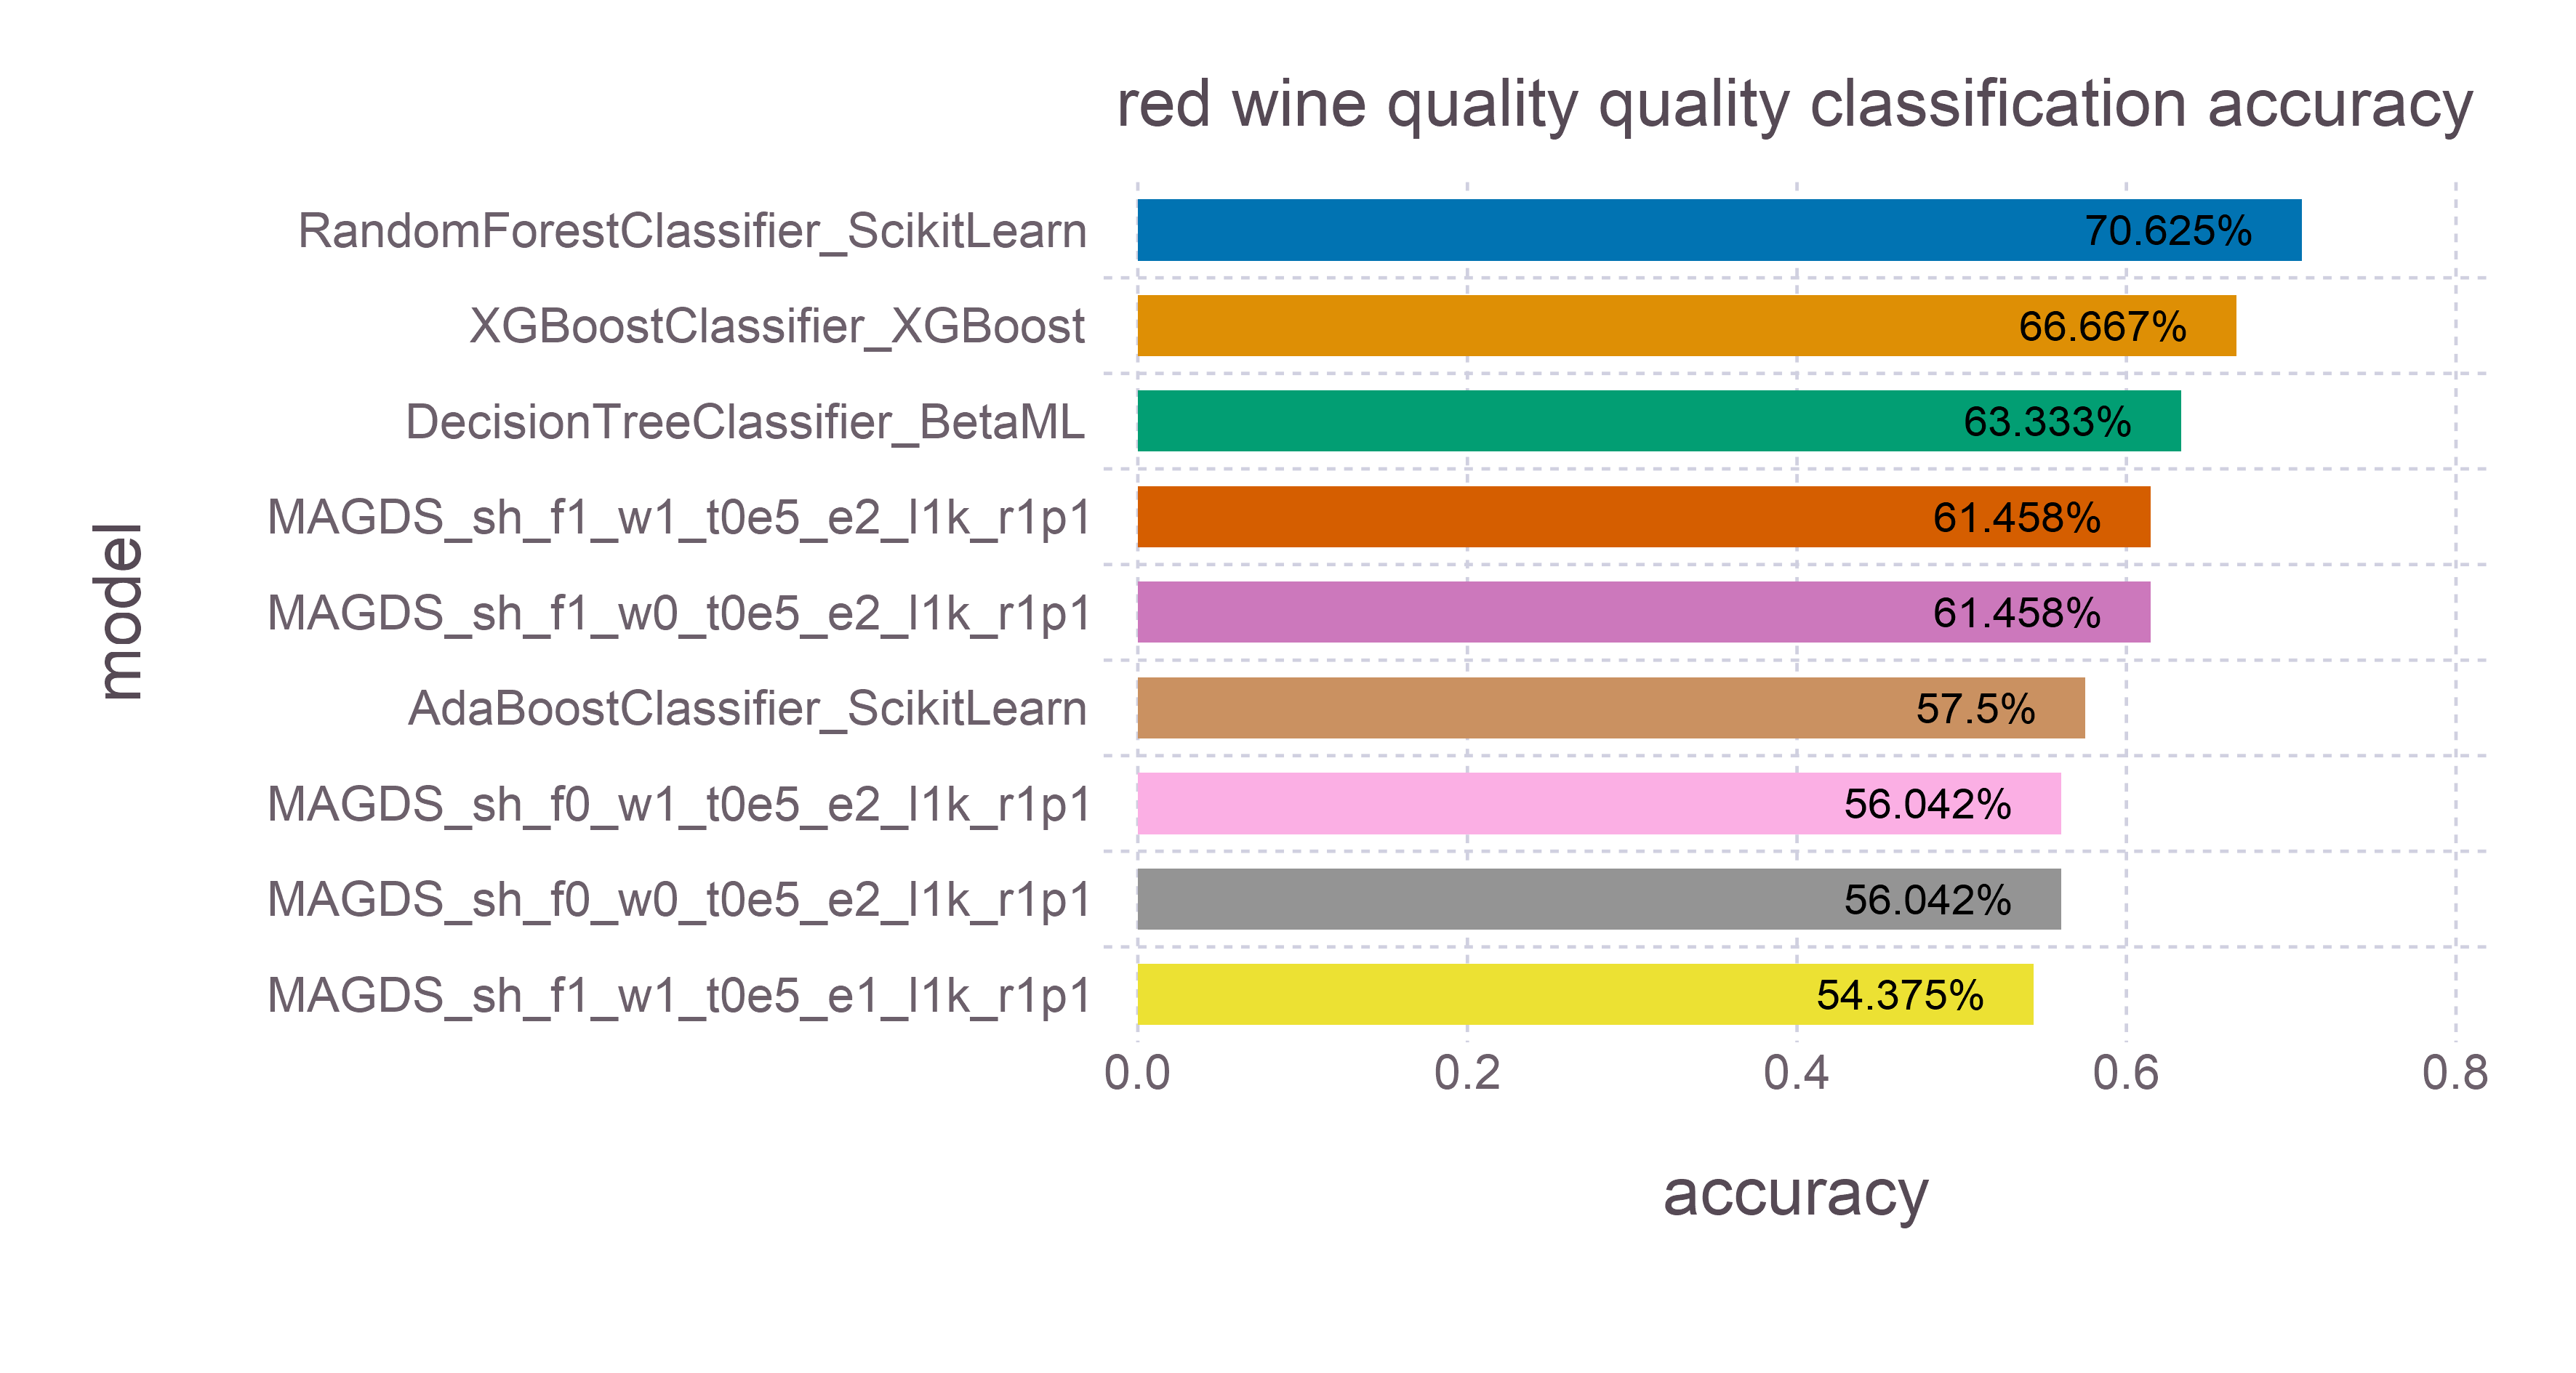 red wine quality quality classification accuracy
RandomForestClassifier_ScikitLearn 70.625%
XGBoostClassifier_XGBoost 66.667%
DecisionTreeClassifier_BetaML 63.333%
MAGDS_sh_f1_w1_t0e5_e2_l1k_r1p1 61.458%
MAGDS_sh_f1_w0_t0e5_e2_l1k_r1p1 61.458%
AdaBoostClassifier_ScikitLearn 57.5%
MAGDS_sh_f0_w1_t0e5_e2_l1k_r1p1 56.042%
MAGDS_sh_f0_w0_t0e5_e2_l1k_r1p1 56.042%
MAGDS_sh_f1_w1_t0e5_e1_l1k_r1p1 54.375%
model
0.0 0.2 0.4 0.6 0.8
accuracy